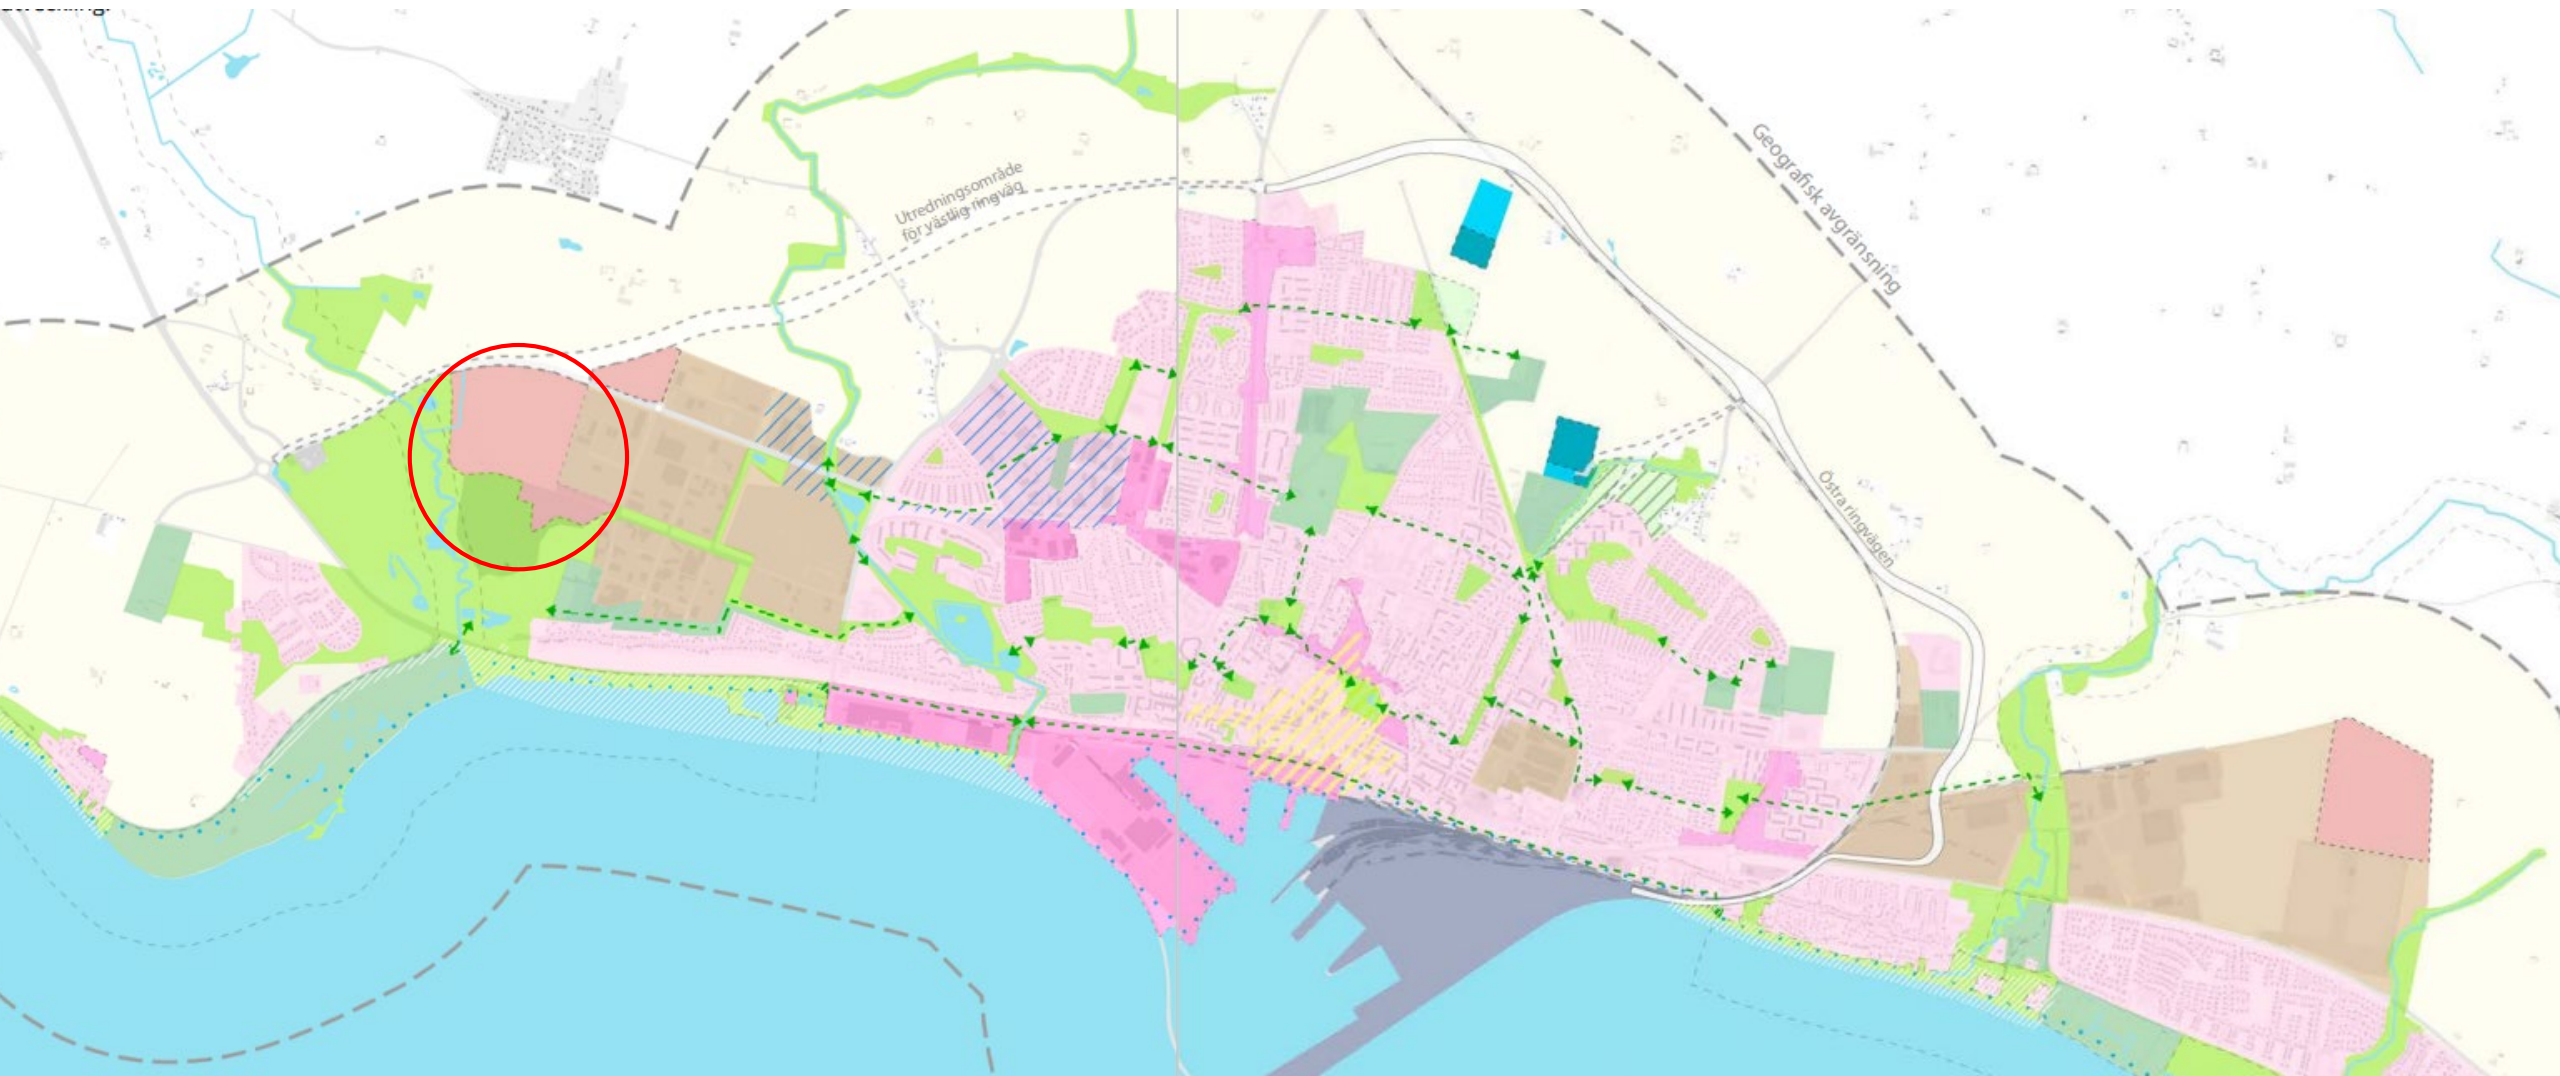 Utredningsområde
för västlig ringväg
Geografisk avgränsning
Östra ringvägen